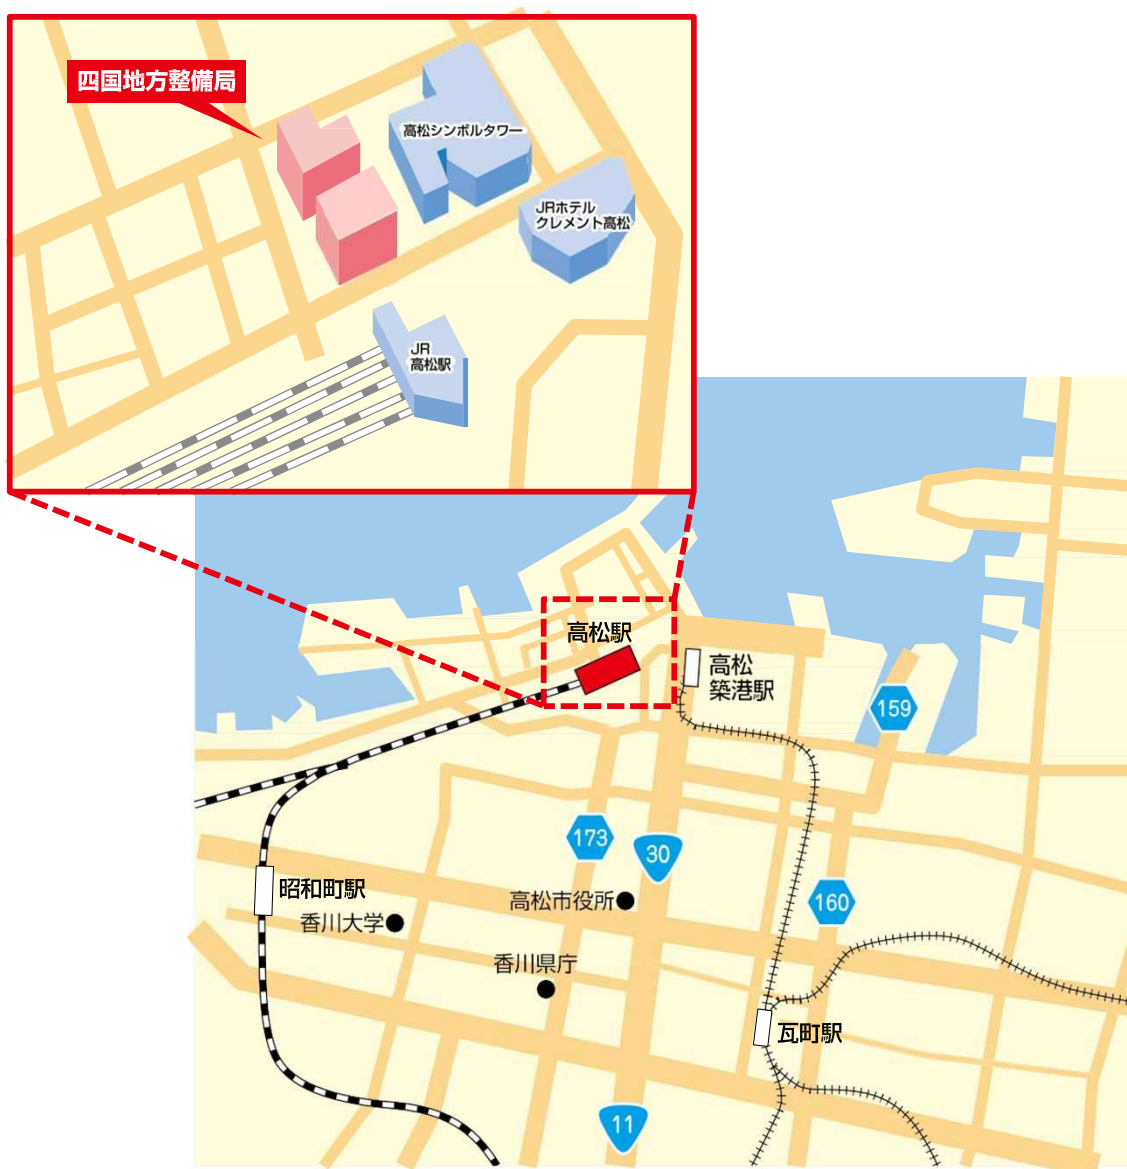 四国地方整備局
高松シンボルタワー
JRホテル
クレメント高松
JR
高松駅
高松駅
高松
築港駅
159
173
30
160
昭和町駅
高松市役所
香川大学
香川県庁
瓦町駅
11